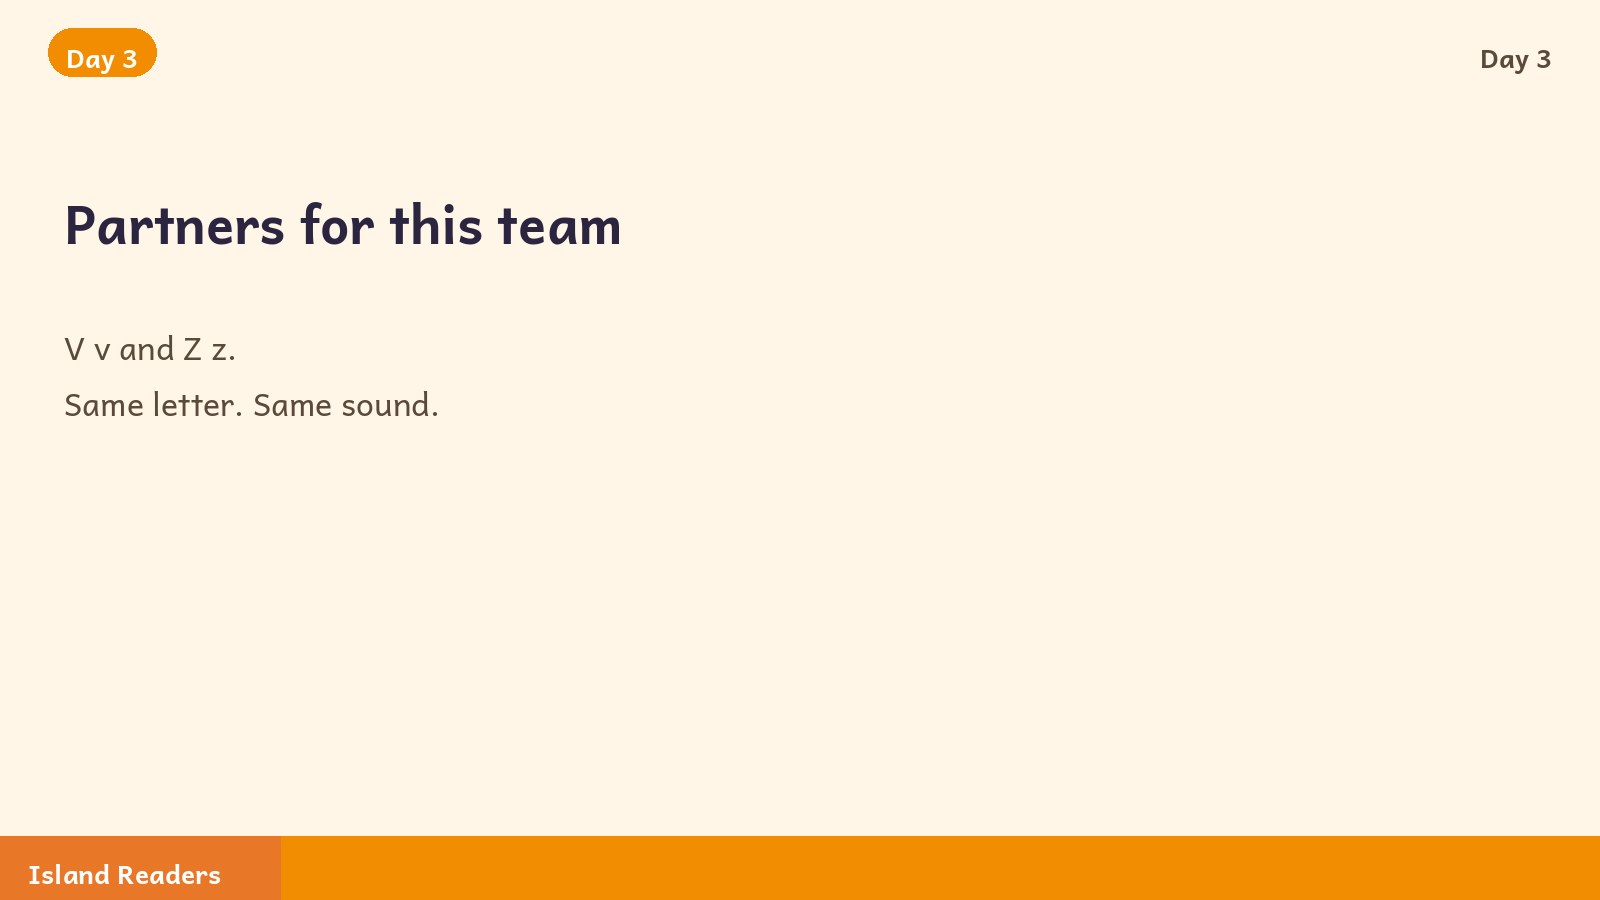 Day 3
Day 3
Partners for this team
V v and Z z.
Same letter. Same sound.
Island Readers